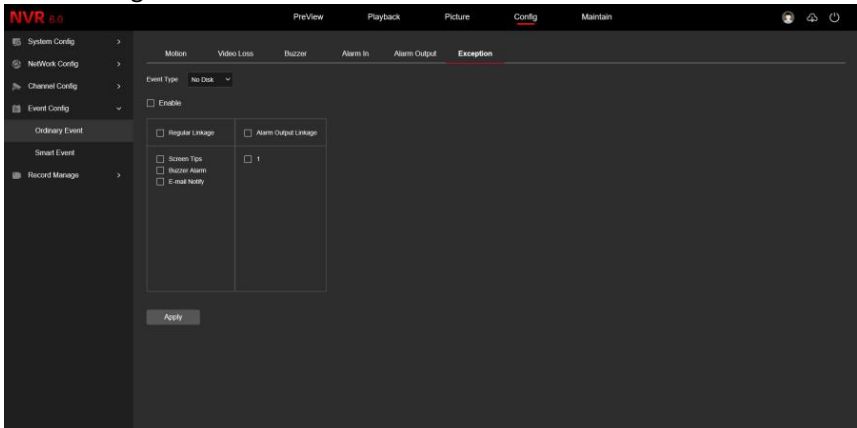 NVR 6.0 PreView Playback Picture Config Maintain
System Config
NetWork Config
Channel Config
Event Config
Ordinary Event
Smart Event
Record Manage
Motion Video Loss Buzzer Alarm In Alarm Output Exception
Event Type No Disk
Enable
Regular Linkage Alarm Output Linkage
Screen Tips 1
Buzzer Alarm
E-mail Notify
Apply